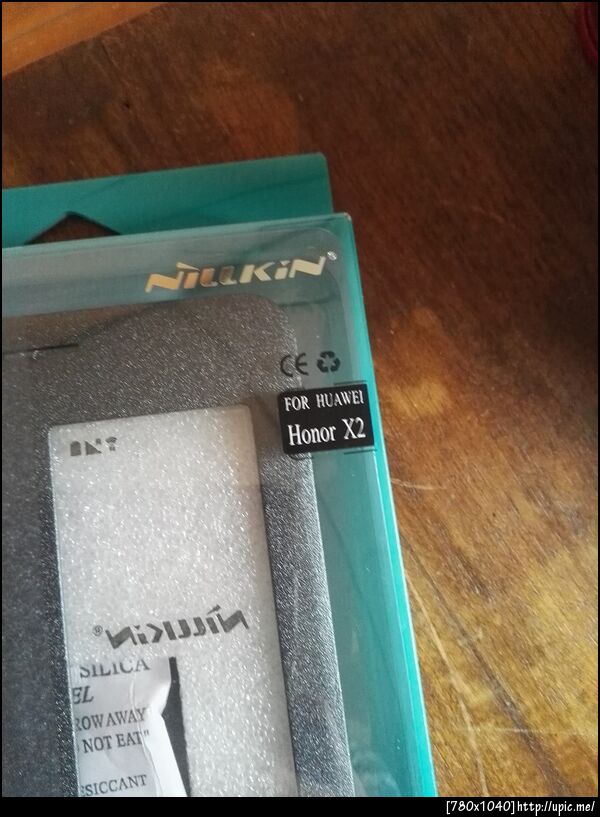 NiLLKiN®
CE
FOR HUAWEI
Honor X2
NiLLKiN®
SILICA
EL
ROW AWAY
NOT EAT"
SICCANT
[780x1040]http://upic.me/